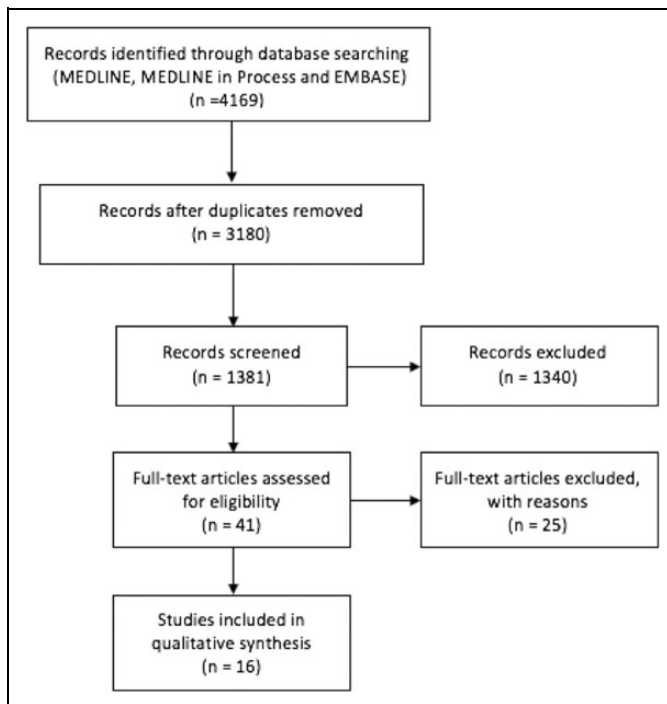 Records identified through database searching
(MEDLINE, MEDLINE in Process and EMBASE)
(n =4169)
Records after duplicates removed
(n = 3180)
Records screened
(n = 1381)
Records excluded
(n = 1340)
Full-text articles assessed
for eligibility
(n = 41)
Full-text articles excluded,
with reasons
(n = 25)
Studies included in
qualitative synthesis
(n = 16)